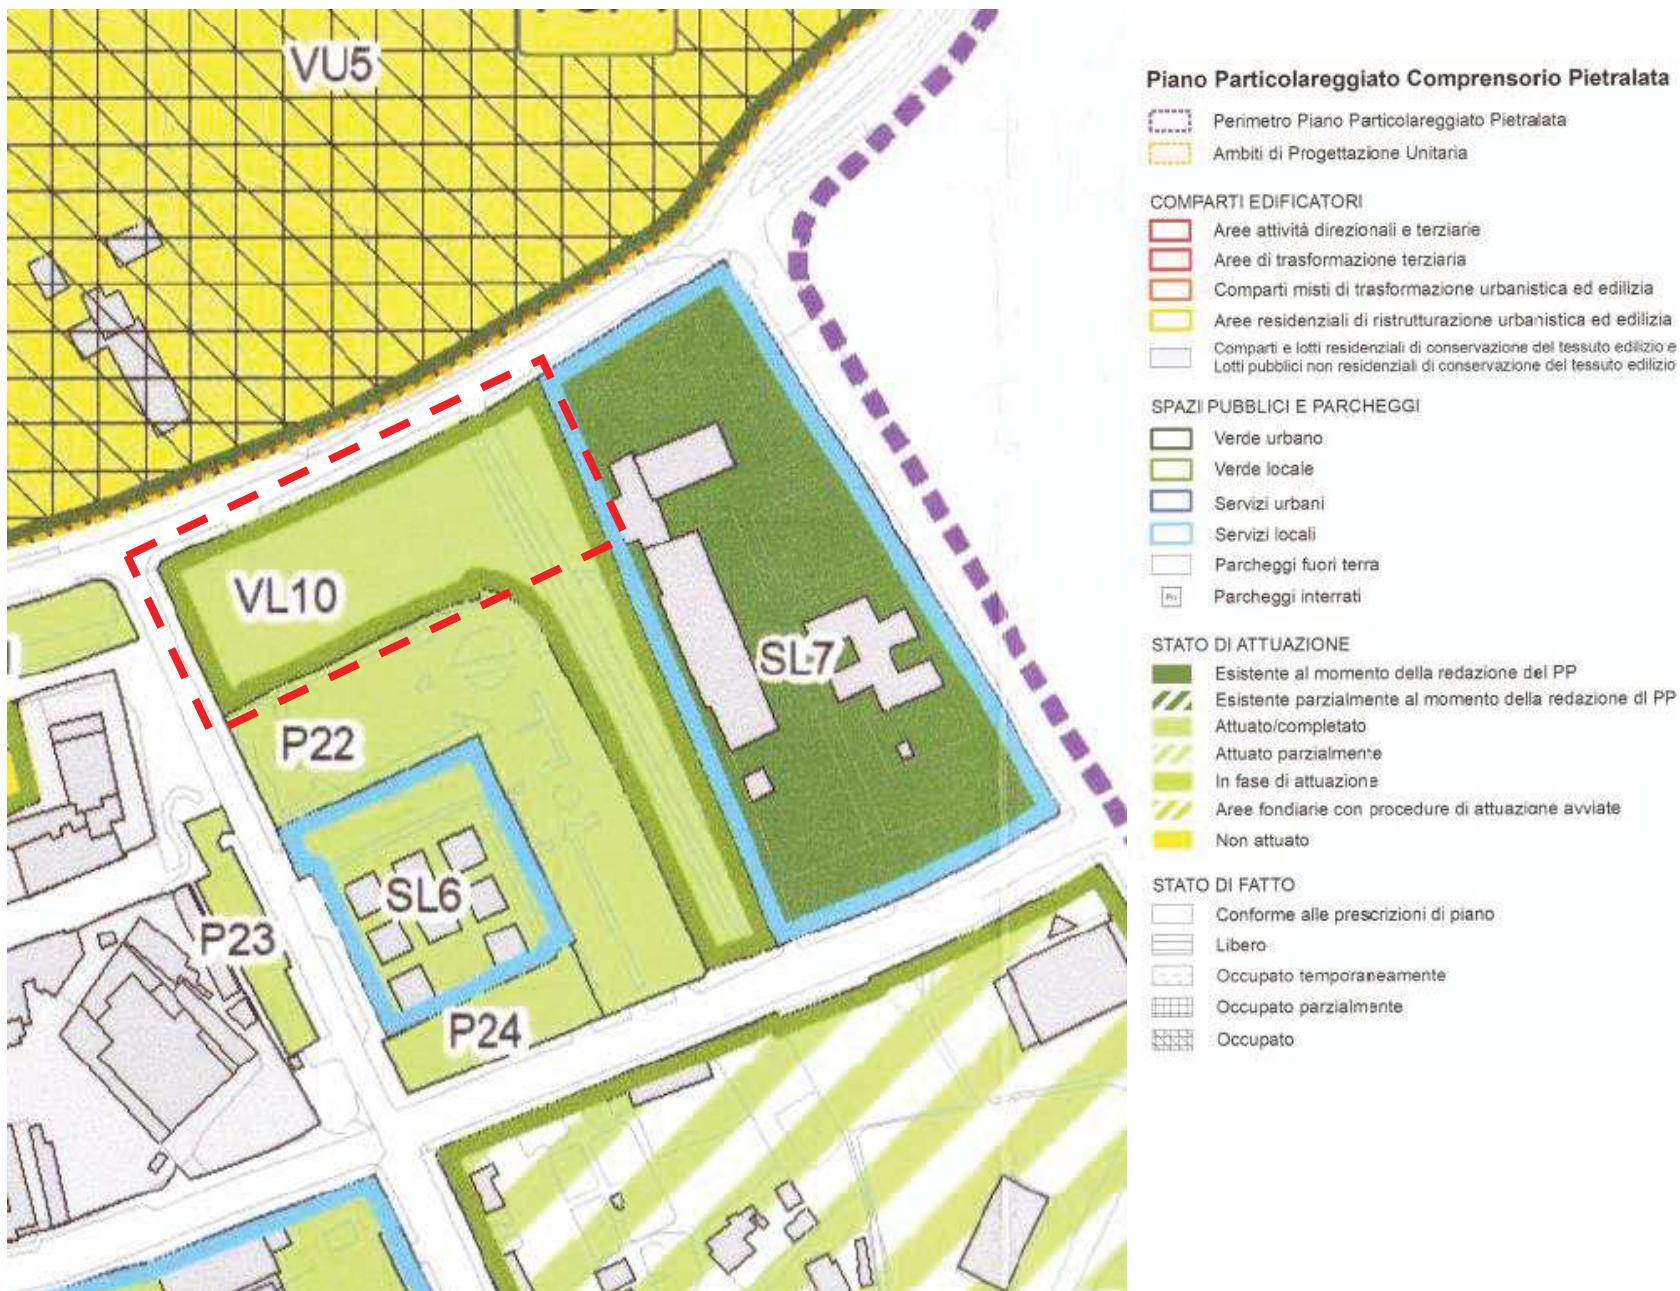 VU5
VL10
SL7
P22
SL6
P23
P24
Piano Particolareggiato Comprensorio Pietralata
Perimetro Piano Particolareggiato Pietralata
Ambiti di Progettazione Unitaria
COMPARTI EDIFICATORI
Aree attività direzionali e terziarie
Aree di trasformazione terziaria
Comparti misti di trasformazione urbanistica ed edilizia
Aree residenziali di ristrutturazione urbanistica ed edilizia
Comparti e lotti residenziali di conservazione del tessuto edilizio e
Lotti pubblici non residenziali di conservazione del tessuto edilizio
SPAZI PUBBLICI E PARCHEGGI
Verde urbano
Verde locale
Servizi urbani
Servizi locali
Parcheggi fuori terra
Parcheggi interrati
STATO DI ATTUAZIONE
Esistente al momento della redazione del PP
Esistente parzialmente al momento della redazione dl PP
Attuato/completato
Attuato parzialmente
In fase di attuazione
Aree fondiarie con procedure di attuazione avviate
Non attuato
STATO DI FATTO
Conforme alle prescrizioni di piano
Libero
Occupato temporaneamente
Occupato parzialmente
Occupato